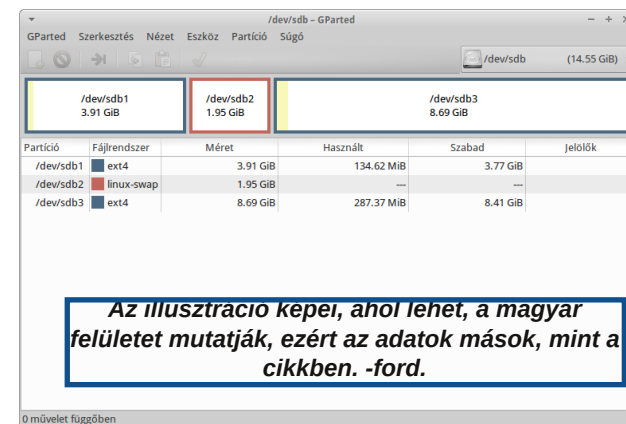 /dev/sdb – GParted
GParted Szerkesztés Nézet Eszköz Partíció Súgó
/dev/sdb (14.55 GiB)
/dev/sdb1 /dev/sdb2 /dev/sdb3
3.91 GiB 1.95 GiB 8.69 GiB
Partíció Fájlrendszer Méret Használt Szabad Jelölők
/dev/sdb1 ext4 3.91 GiB 134.62 MiB 3.77 GiB
/dev/sdb2 linux-swap 1.95 GiB --- ---
/dev/sdb3 ext4 8.69 GiB 287.37 MiB 8.41 GiB
Az illusztráció képei, ahol lehet, a magyar
felületet mutatják, ezért az adatok mások, mint a
cikkben. -ford.
0 művelet függőben